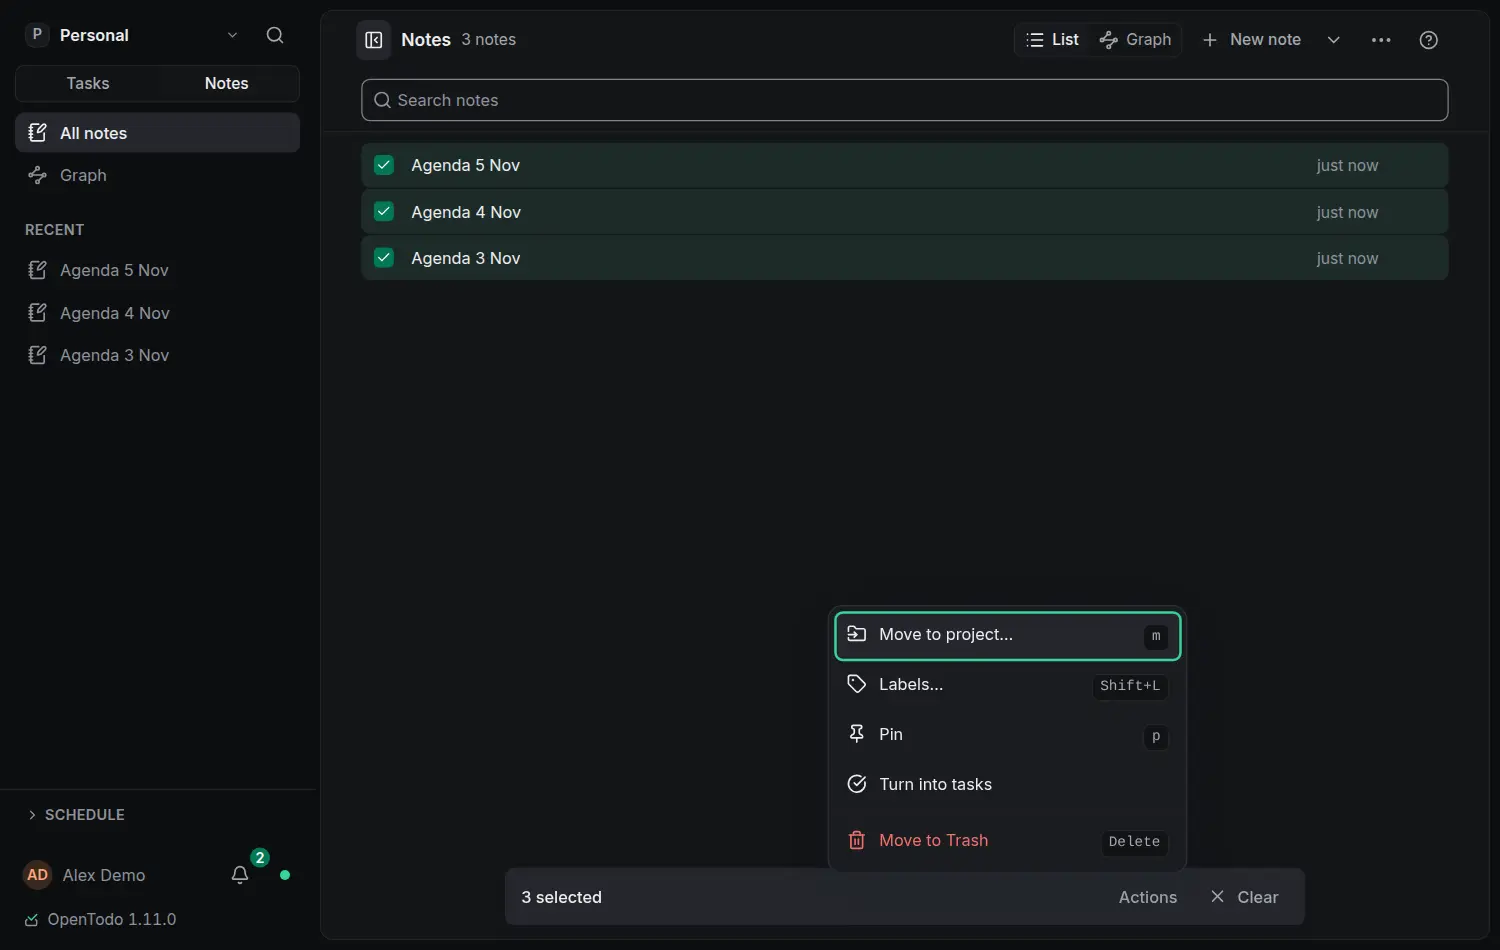 P Personal
Tasks Notes
All notes
Graph
RECENT
Agenda 5 Nov
Agenda 4 Nov
Agenda 3 Nov
SCHEDULE
AD Alex Demo 2
OpenTodo 1.11.0
Notes 3 notes
List Graph New note
Search notes
Agenda 5 Nov just now
Agenda 4 Nov just now
Agenda 3 Nov just now
Move to project... m
Labels... Shift+L
Pin p
Turn into tasks
Move to Trash Delete
3 selected Actions Clear